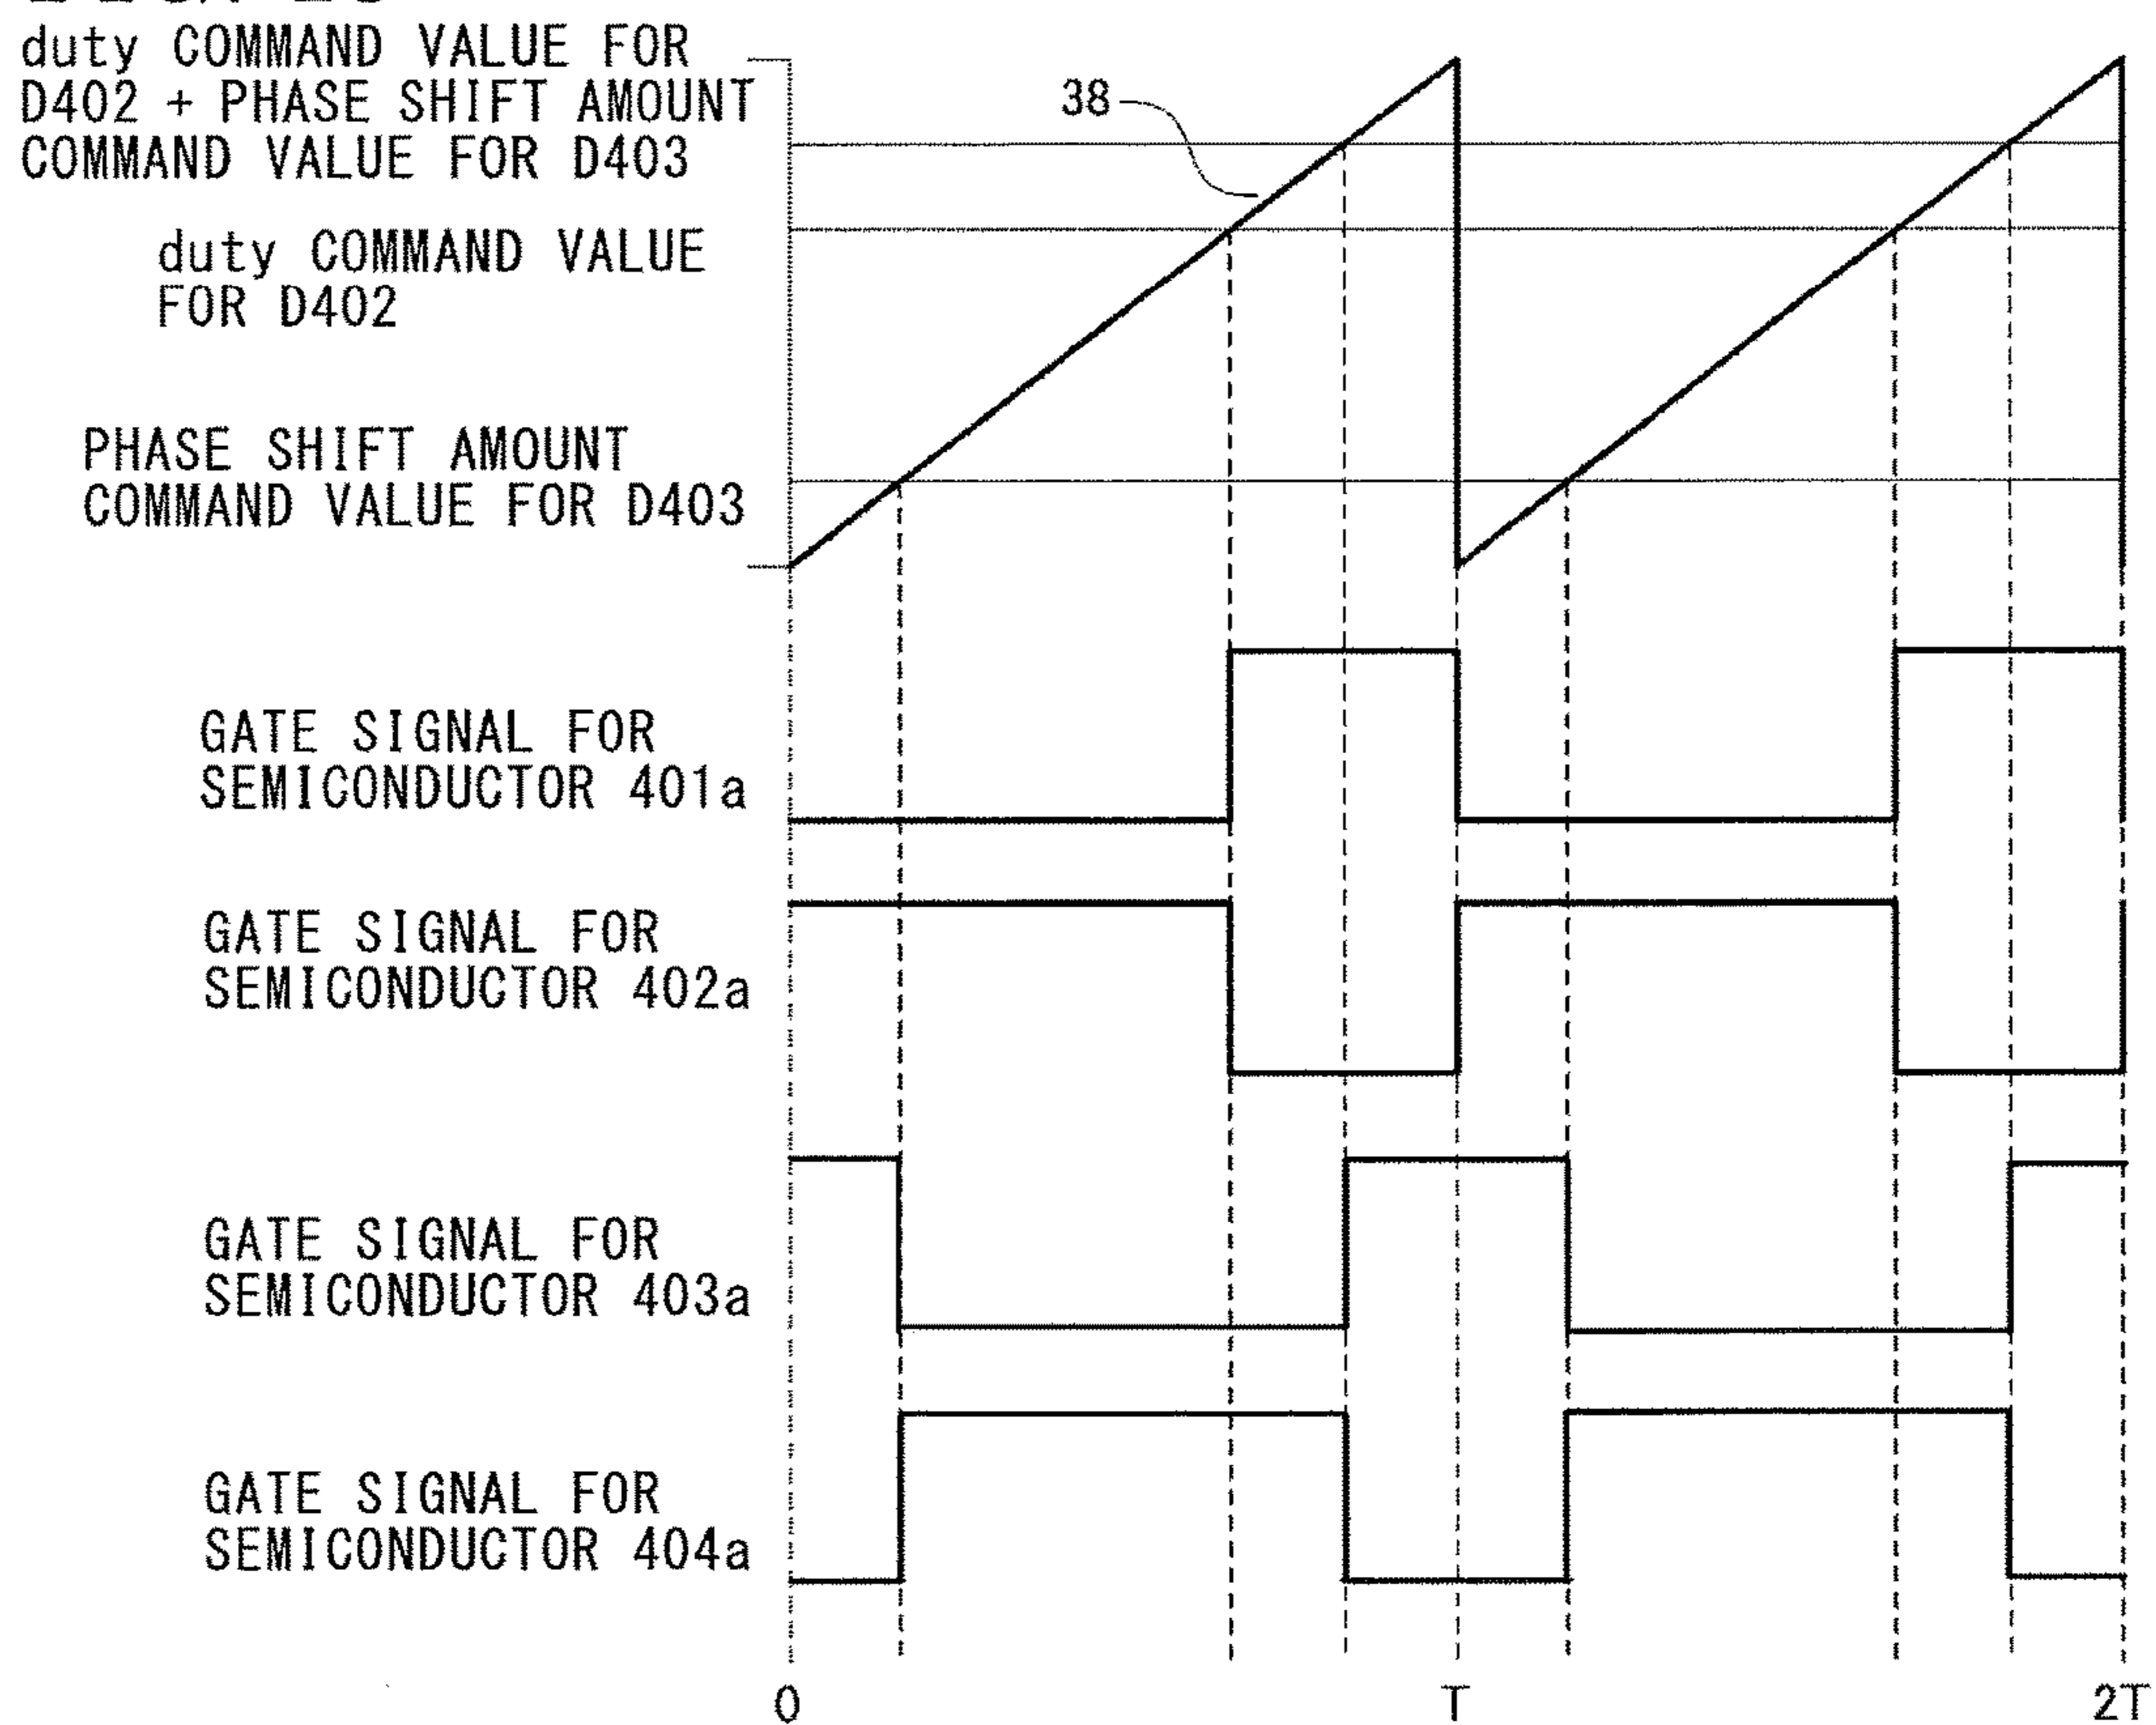 duty COMMAND VALUE FOR
D402 + PHASE SHIFT AMOUNT
COMMAND VALUE FOR D403
38
duty COMMAND VALUE
FOR D402
PHASE SHIFT AMOUNT
COMMAND VALUE FOR D403
GATE SIGNAL FOR
SEMICONDUCTOR 401a
GATE SIGNAL FOR
SEMICONDUCTOR 402a
GATE SIGNAL FOR
SEMICONDUCTOR 403a
GATE SIGNAL FOR
SEMICONDUCTOR 404a
0 T 2T